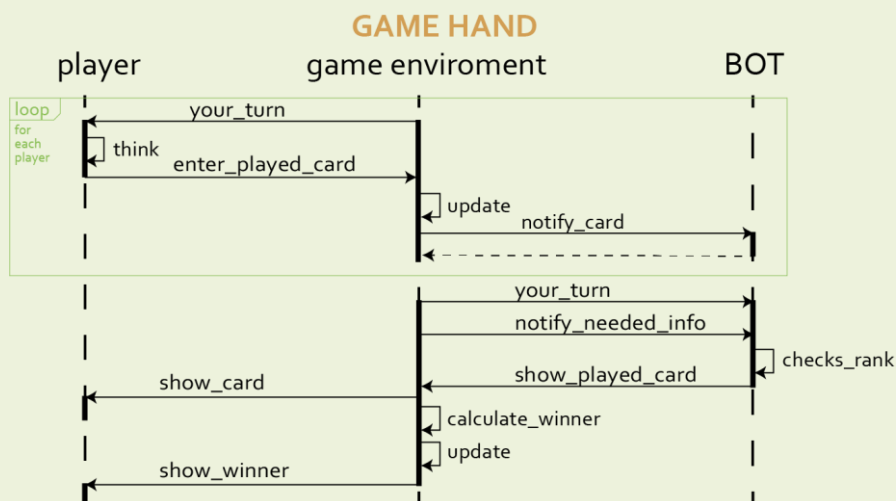 GAME HAND
player
game enviroment
BOT
loop
for
each
player
your_turn
think
enter_played_card
update
notify_card
your_turn
notify_needed_info
checks_rank
show_played_card
show_card
calculate_winner
update
show_winner